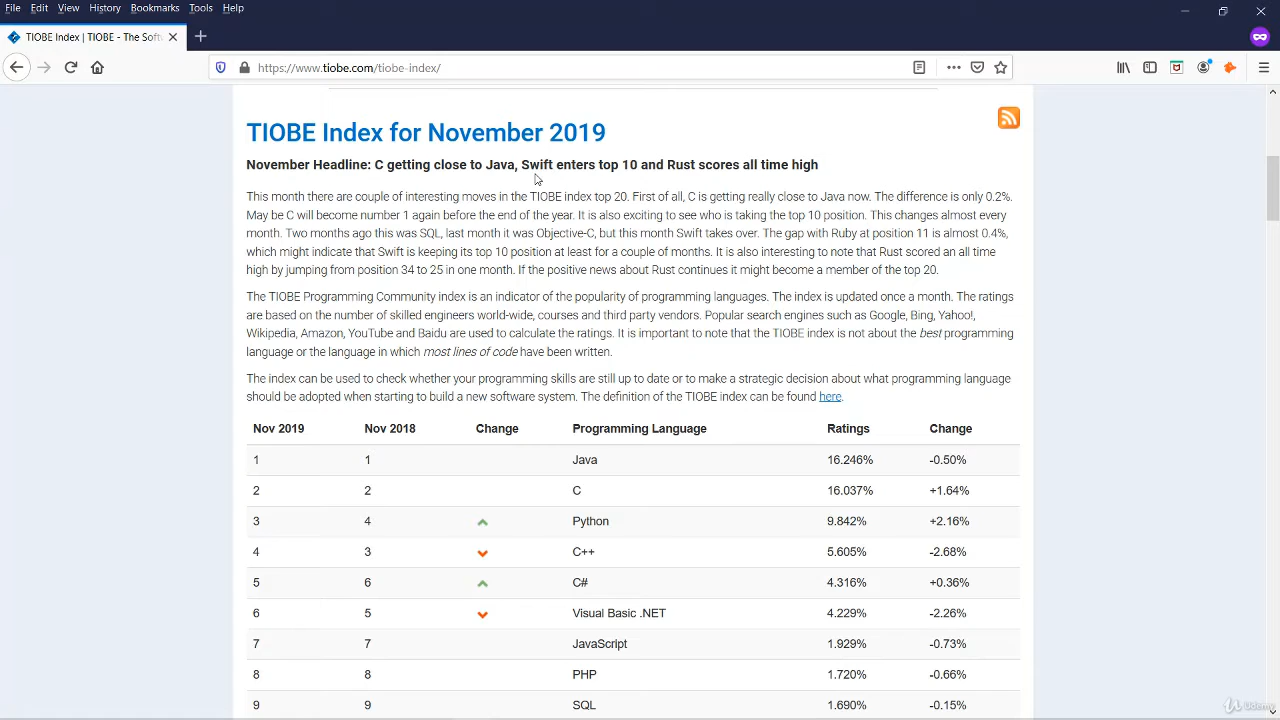 File Edit View History Bookmarks Tools Help
TIOBE Index | TIOBE - The Softw
https://www.tiobe.com/tiobe-index/
TIOBE Index for November 2019
November Headline: C getting close to Java, Swift enters top 10 and Rust scores all time high
This month there are couple of interesting moves in the TIOBE index top 20. First of all, C is getting really close to Java now. The difference is only 0.2%.
May be C will become number 1 again before the end of the year. It is also exciting to see who is taking the top 10 position. This changes almost every
month. Two months ago this was SQL, last month it was Objective-C, but this month Swift takes over. The gap with Ruby at position 11 is almost 0.4%,
which might indicate that Swift is keeping its top 10 position at least for a couple of months. It is also interesting to note that Rust scored an all time
high by jumping from position 34 to 25 in one month. If the positive news about Rust continues it might become a member of the top 20.
The TIOBE Programming Community index is an indicator of the popularity of programming languages. The index is updated once a month. The ratings
are based on the number of skilled engineers world-wide, courses and third party vendors. Popular search engines such as Google, Bing, Yahoo!,
Wikipedia, Amazon, YouTube and Baidu are used to calculate the ratings. It is important to note that the TIOBE index is not about the best programming
language or the language in which most lines of code have been written.
The index can be used to check whether your programming skills are still up to date or to make a strategic decision about what programming language
should be adopted when starting to build a new software system. The definition of the TIOBE index can be found here.
Nov 2019 Nov 2018 Change Programming Language Ratings Change
1 1 Java 16.246% -0.50%
2 2 C 16.037% +1.64%
3 4 Python 9.842% +2.16%
4 3 C++ 5.605% -2.68%
5 6 C# 4.316% +0.36%
6 5 Visual Basic .NET 4.229% -2.26%
7 7 JavaScript 1.929% -0.73%
8 8 PHP 1.720% -0.66%
9 9 SQL 1.690% -0.15%
Udemy